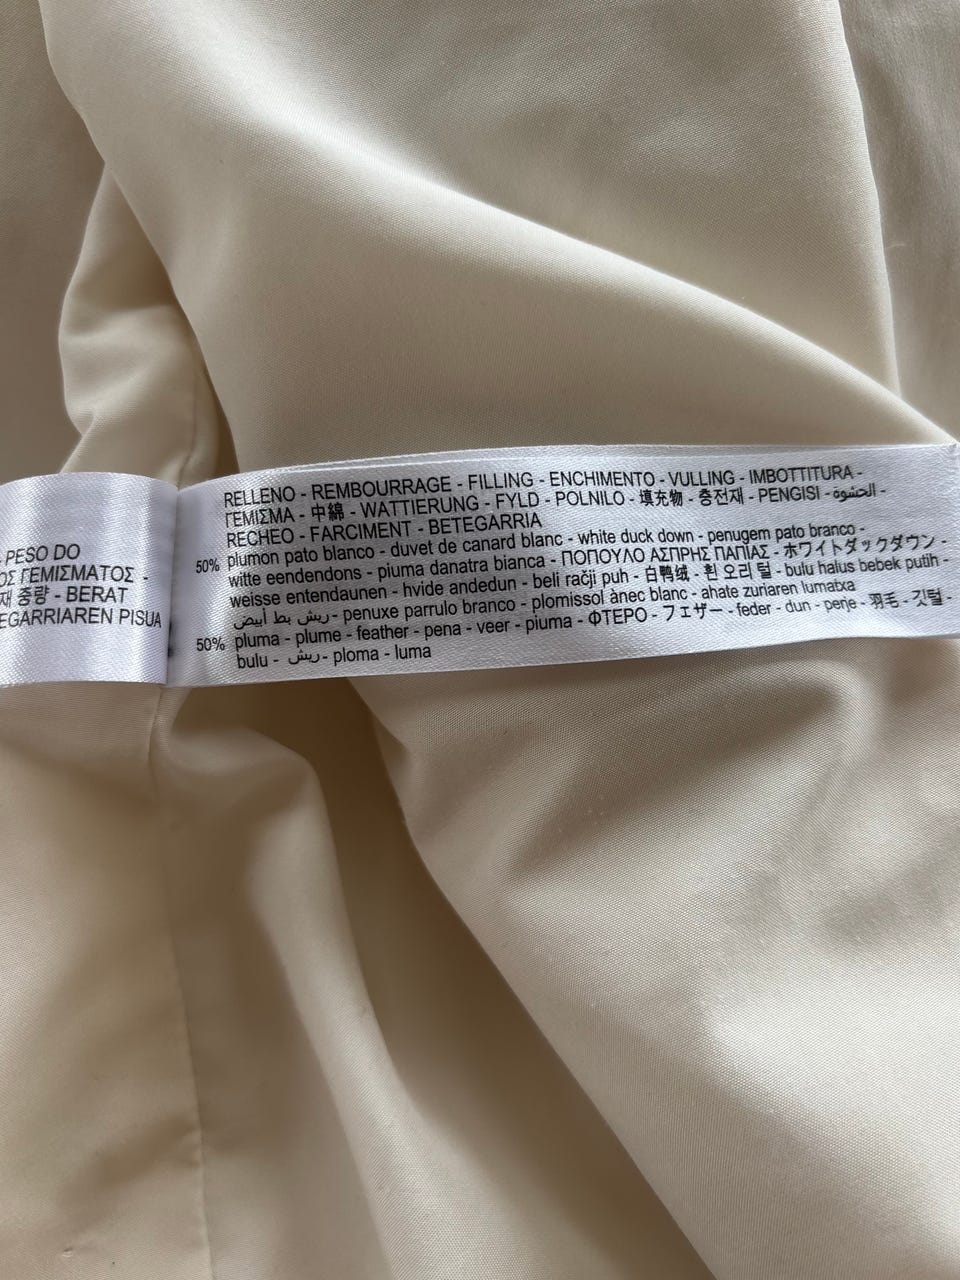 PESO DO
ΟΣ ΓΕΜΙΣΜΑΤΟΣ -
재 중량 - BERAT
EGARRIAREN PISUA
RELLENO - REMBOURRAGE - FILLING - ENCHIMENTO - VULLING - IMBOTTITURA -
ΓΕΜΙΣΜΑ - 中綿 - WATTIERUNG - FYLD - POLNILO - 填充物 - 충전재 - PENGISI - الحشوة -
RECHEO - FARCIMENT - BETEGARRIA
50% plumon pato blanco - duvet de canard blanc - white duck down - penugem pato branco -
witte eendendons - piuma danatra bianca - ΠΟΠΟΥΛΟ ΑΣΠΡΗΣ ΠΑΠΙΑΣ - ホワイトダックダウン -
weisse entendaunen - hvide andedun - beli račji puh - 白鸭绒 - 흰 오리 털 - bulu halus bebek putih -
ريش بط أبيض - penuxe parrulo branco - plomissol ànec blanc - ahate zuriaren lumatxa
50% pluma - plume - feather - pena - veer - piuma - ΦΤΕΡΟ - フェザー - feder - dun - perje - 羽毛 - 깃털 -
bulu - ريش - ploma - luma